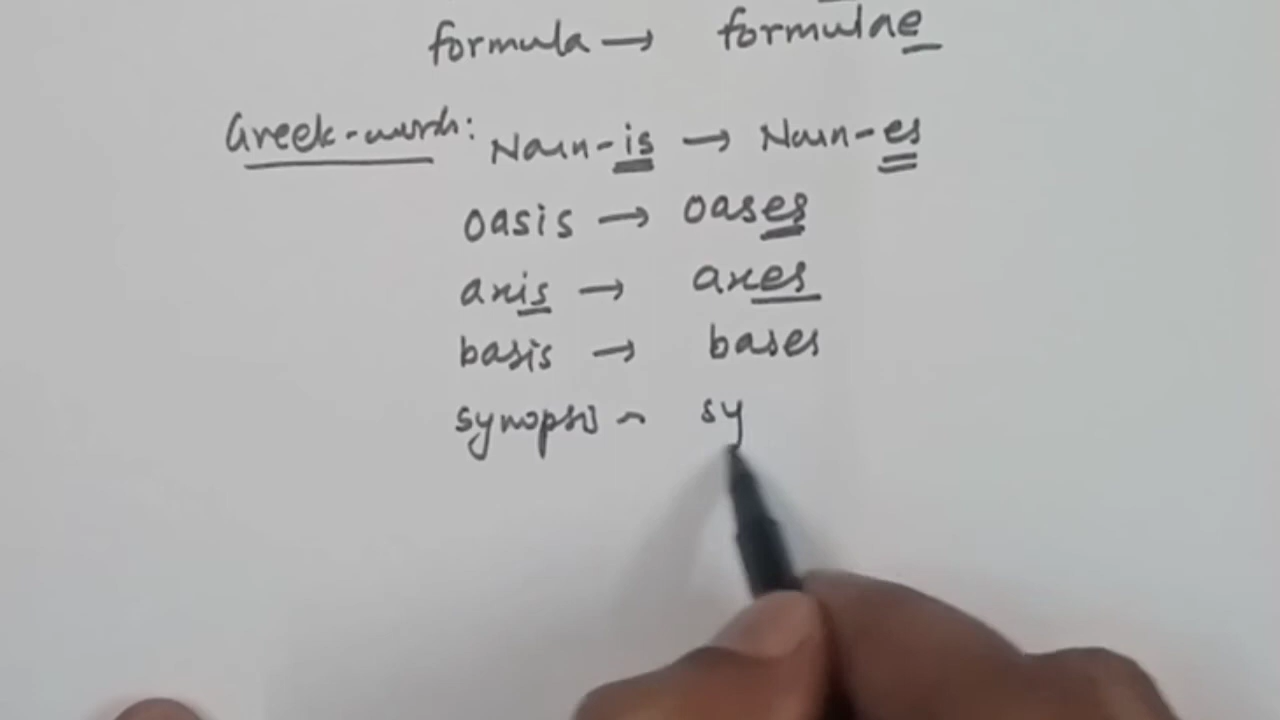 formula → formulae
Greek-words: Noun-is → Noun-es
oasis → oases
axis → axes
basis → bases
synopsis → sy